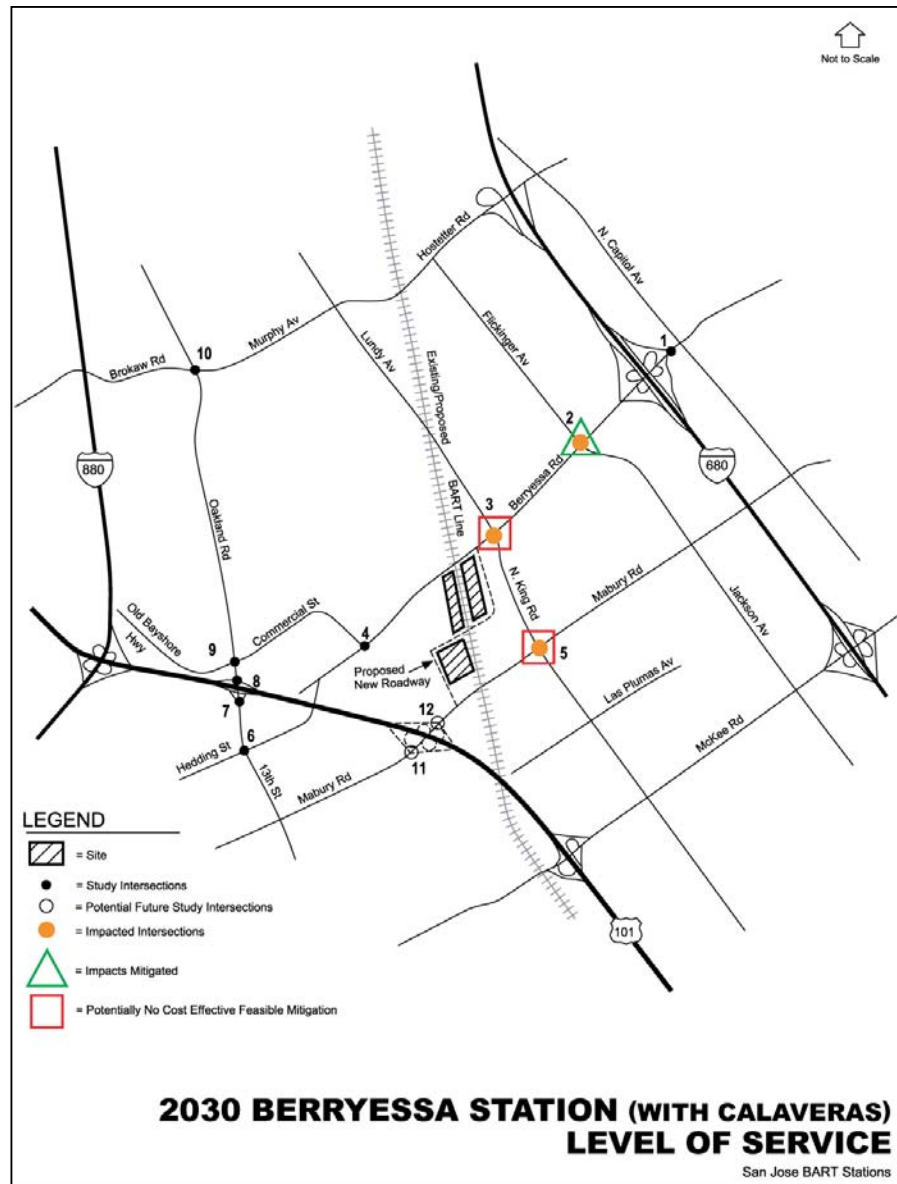 Not to Scale
N. Capitol Av
Hostetter Rd
1
Murphy Av
Flickinger Av
Lundy Av
10
Brokaw Rd
Existing/Proposed
BART Line
2
880
680
Berryessa Rd
3
Oakland Rd
N. King Rd
Mabury Rd
Jackson Av
Old Bayshore
Hwy
Commercial St
4
9
8
Proposed
New Roadway
5
Las Plumas Av
7
12
McKee Rd
6
11
Hedding St
13th St
Mabury Rd
LEGEND
= Site
= Study Intersections
= Potential Future Study Intersections
= Impacted Intersections
101
= Impacts Mitigated
= Potentially No Cost Effective Feasible Mitigation
2030 BERRYESSA STATION (WITH CALAVERAS)
LEVEL OF SERVICE
San Jose BART Stations